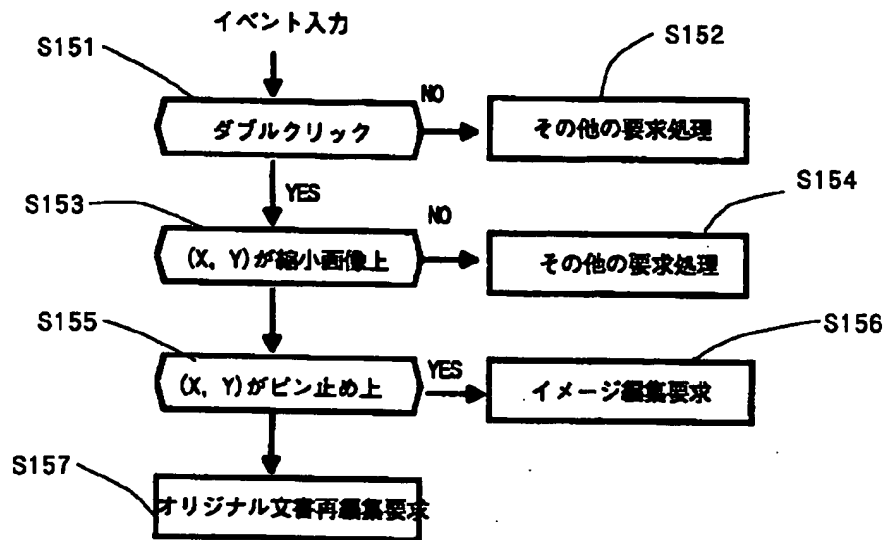 イベント入力
S151
S152
ダブルクリック
NO
その他の要求処理
YES
S153
S154
(X, Y)が縮小画像上
NO
その他の要求処理
S155
S156
(X, Y)がピン止め上
YES
イメージ編集要求
S157
オリジナル文書再編集要求